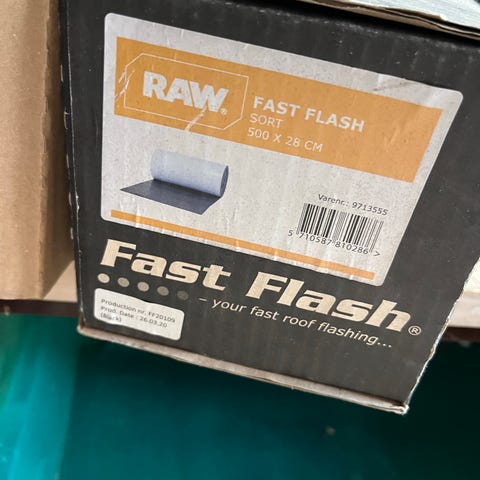 RAW®
FAST FLASH
SORT
500 X 28 CM
Varenr.: 9713555
5 710587 810286 >
Fast Flash®
– your fast roof flashing...
Production nr. FF20109
Prod. Date : 26.03.20
(Black)